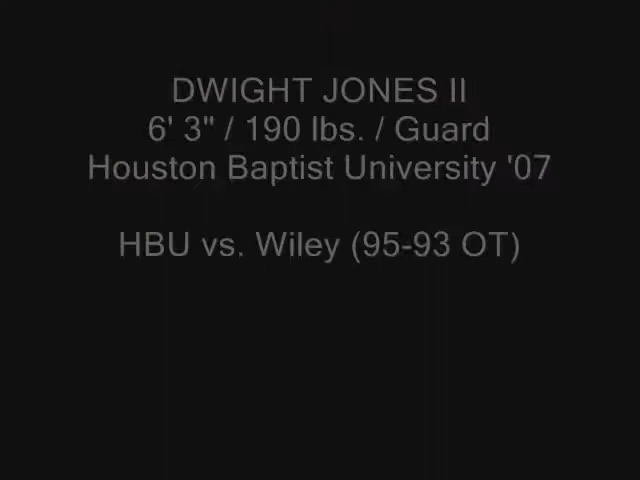 DWIGHT JONES II
6' 3" / 190 lbs. / Guard
Houston Baptist University '07
HBU vs. Wiley (95-93 OT)